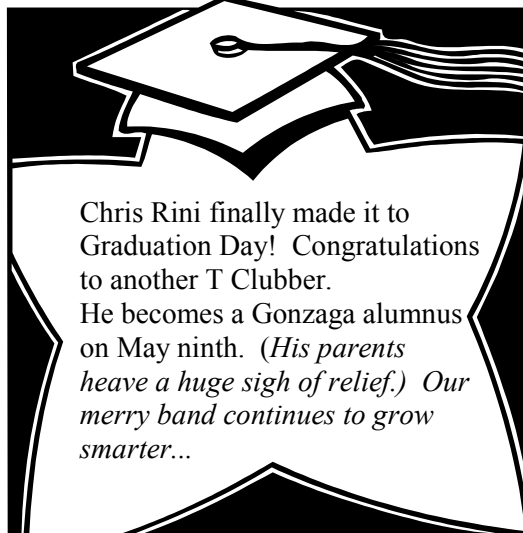 Chris Rini finally made it to
Graduation Day!  Congratulations
to another T Clubber.
He becomes a Gonzaga alumnus
on May ninth.  (His parents
heave a huge sigh of relief.)  Our
merry band continues to grow
smarter...